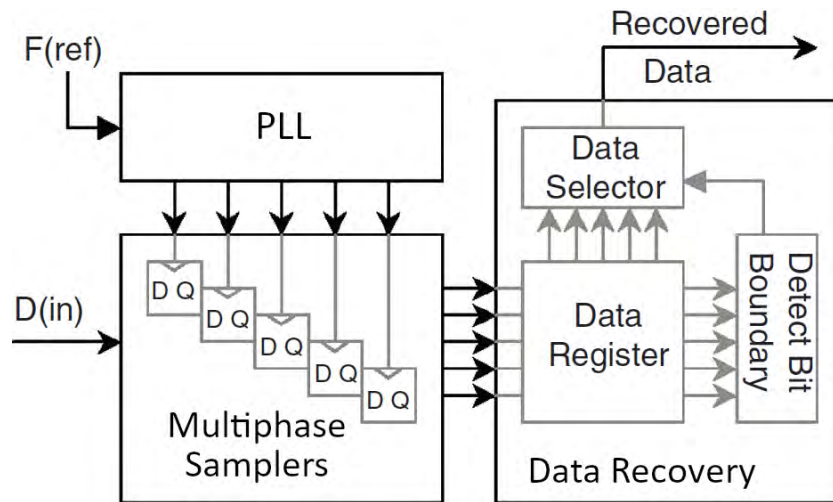 F(ref)
PLL
D(in)
D Q
D Q
D Q
D Q
D Q
Multiphase
Samplers
Recovered
Data
Data
Selector
Data
Register
Detect Bit
Boundary
Data Recovery